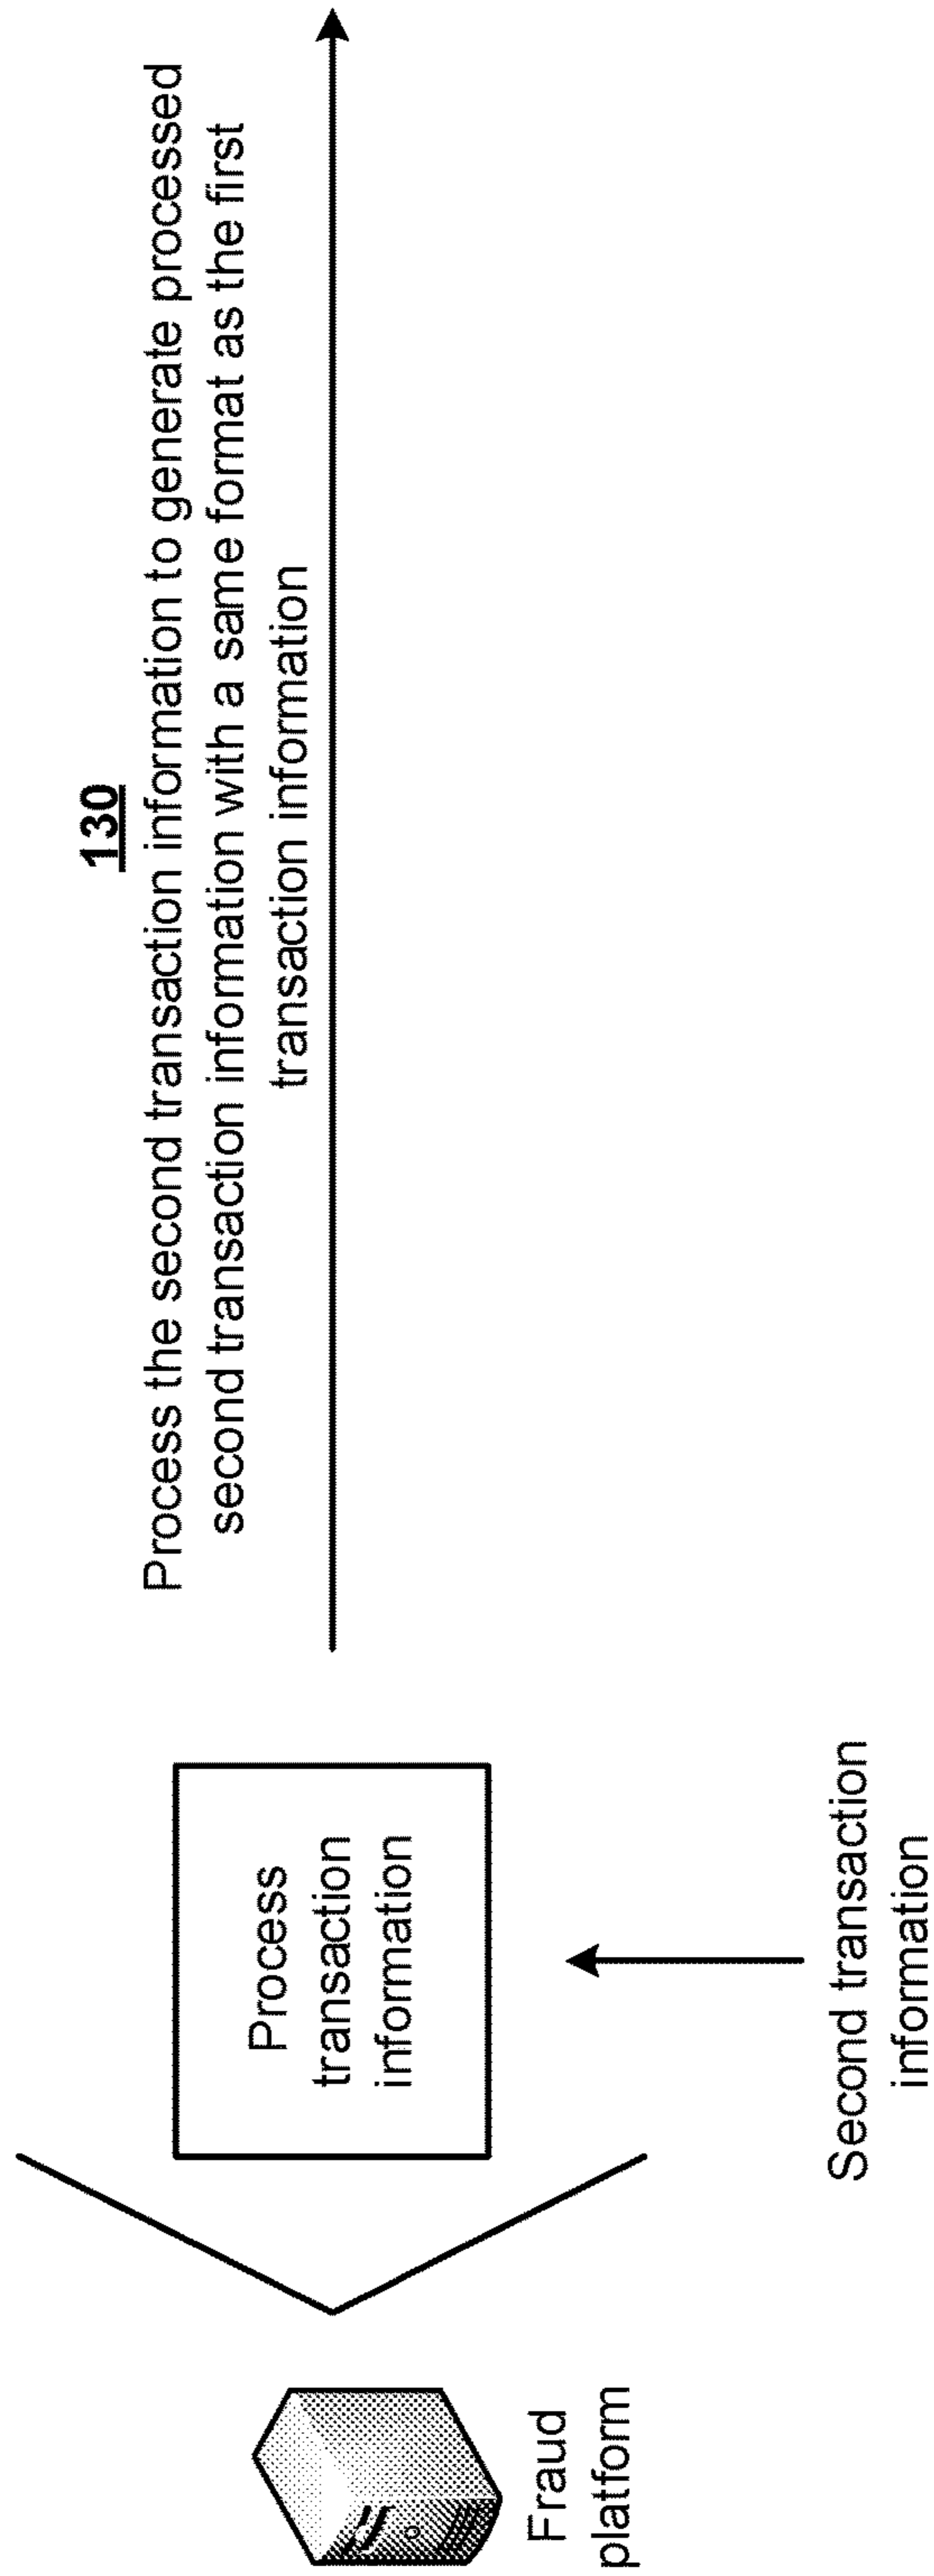 130
Process the second transaction information to generate processed
second transaction information with a same format as the first
transaction information
Process
transaction
information
Second transaction
information
Fraud
platform